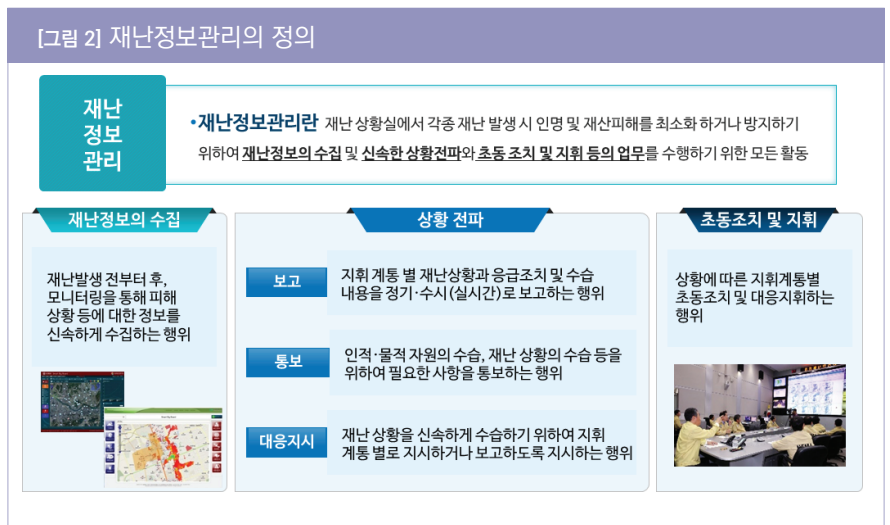 [그림 2] 재난정보관리의 정의
재난
정보
관리
•재난정보관리란 재난 상황실에서 각종 재난 발생 시 인명 및 재산피해를 최소화 하거나 방지하기
위하여 재난정보의 수집 및 신속한 상황전파와 초동 조치 및 지휘 등의 업무를 수행하기 위한 모든 활동
재난정보의 수집
재난발생 전부터 후,
모니터링을 통해 피해
상황 등에 대한 정보를
신속하게 수집하는 행위
상황 전파
보고
지휘 계통 별 재난상황과 응급조치 및 수습
내용을 정기·수시(실시간)로 보고하는 행위
통보
인적·물적 자원의 수습, 재난 상황의 수습 등을
위하여 필요한 사항을 통보하는 행위
대응지시
재난 상황을 신속하게 수습하기 위하여 지휘
계통 별로 지시하거나 보고하도록 지시하는 행위
초동조치 및 지휘
상황에 따른 지휘계통별
초동조치 및 대응지휘하는
행위